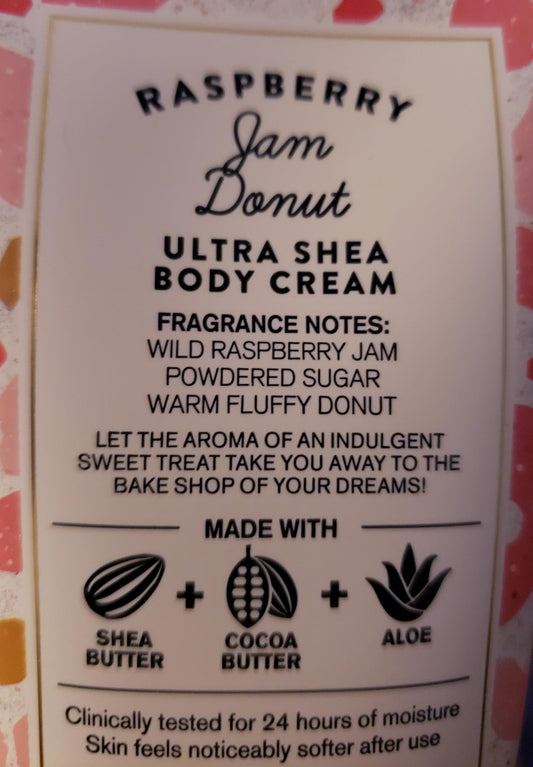 RASPBERRY
Jam
Donut
ULTRA SHEA
BODY CREAM
FRAGRANCE NOTES:
WILD RASPBERRY JAM
POWDERED SUGAR
WARM FLUFFY DONUT
LET THE AROMA OF AN INDULGENT
SWEET TREAT TAKE YOU AWAY TO THE
BAKE SHOP OF YOUR DREAMS!
MADE WITH
+ +
SHEA COCOA ALOE
BUTTER BUTTER
Clinically tested for 24 hours of moisture
Skin feels noticeably softer after use